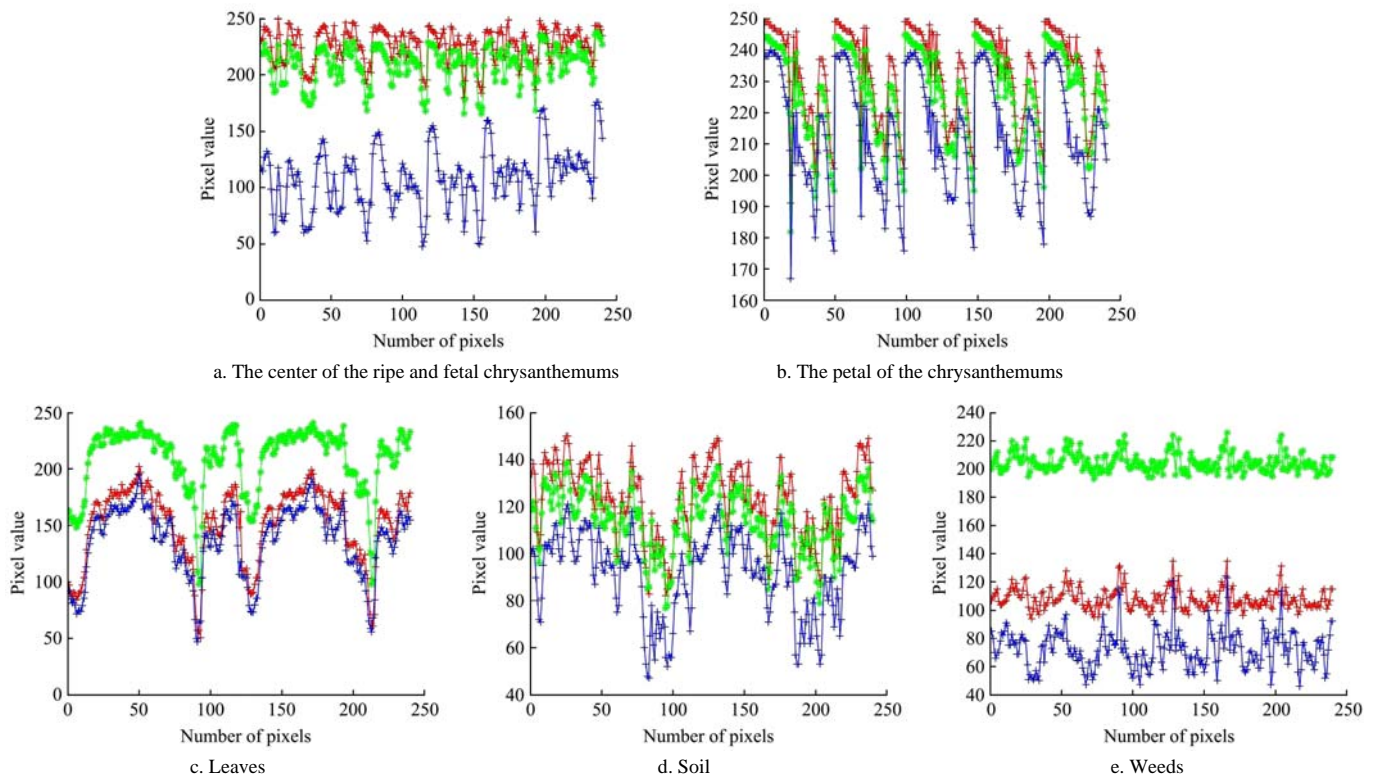 250
200
150
100
50
0
Pixel value
0 50 100 150 200 250
Number of pixels
a. The center of the ripe and fetal chrysanthemums
250
240
230
220
210
200
190
180
170
160
Pixel value
0 50 100 150 200 250
Number of pixels
b. The petal of the chrysanthemums
250
200
150
100
50
0
Pixel value
0 50 100 150 200 250
Number of pixels
c. Leaves
160
140
120
100
80
60
40
Pixel value
0 50 100 150 200 250
Number of pixels
d. Soil
240
220
200
180
160
140
120
100
80
60
40
Pixel value
0 50 100 150 200 250
Number of pixels
e. Weeds